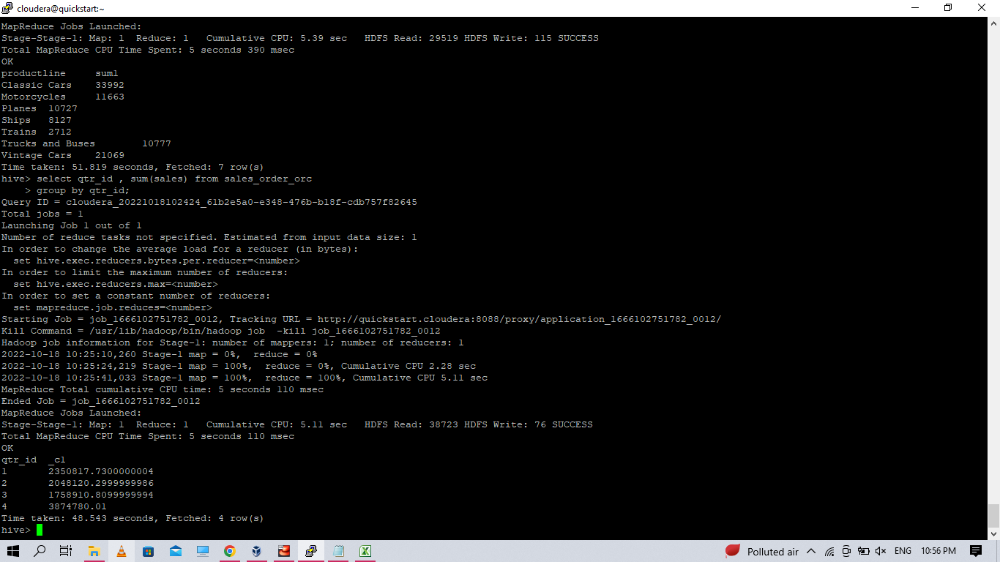 cloudera@quickstart:~
MapReduce Jobs Launched:
Stage-Stage-1: Map: 1  Reduce: 1   Cumulative CPU: 5.39 sec   HDFS Read: 29519 HDFS Write: 115 SUCCESS
Total MapReduce CPU Time Spent: 5 seconds 390 msec
OK
productline     sum1
Classic Cars    33992
Motorcycles     11663
Planes  10727
Ships   8127
Trains  2712
Trucks and Buses        10777
Vintage Cars    21069
Time taken: 51.819 seconds, Fetched: 7 row(s)
hive> select qtr_id , sum(sales) from sales_order_orc
    > group by qtr_id;
Query ID = cloudera_20221018102424_61b2e5a0-e348-476b-b18f-cdb757f82645
Total jobs = 1
Launching Job 1 out of 1
Number of reduce tasks not specified. Estimated from input data size: 1
In order to change the average load for a reducer (in bytes):
  set hive.exec.reducers.bytes.per.reducer=<number>
In order to limit the maximum number of reducers:
  set hive.exec.reducers.max=<number>
In order to set a constant number of reducers:
  set mapreduce.job.reduces=<number>
Starting Job = job_1666102751782_0012, Tracking URL = http://quickstart.cloudera:8088/proxy/application_1666102751782_0012/
Kill Command = /usr/lib/hadoop/bin/hadoop job  -kill job_1666102751782_0012
Hadoop job information for Stage-1: number of mappers: 1; number of reducers: 1
2022-10-18 10:25:10,260 Stage-1 map = 0%,  reduce = 0%
2022-10-18 10:25:24,219 Stage-1 map = 100%,  reduce = 0%, Cumulative CPU 2.28 sec
2022-10-18 10:25:41,033 Stage-1 map = 100%,  reduce = 100%, Cumulative CPU 5.11 sec
MapReduce Total cumulative CPU time: 5 seconds 110 msec
Ended Job = job_1666102751782_0012
MapReduce Jobs Launched:
Stage-Stage-1: Map: 1  Reduce: 1   Cumulative CPU: 5.11 sec   HDFS Read: 38723 HDFS Write: 76 SUCCESS
Total MapReduce CPU Time Spent: 5 seconds 110 msec
OK
qtr_id  _c1
1       2350817.7300000004
2       2048120.2999999986
3       1758910.8099999994
4       3874780.01
Time taken: 48.543 seconds, Fetched: 4 row(s)
hive>
Polluted air ENG 10:56 PM